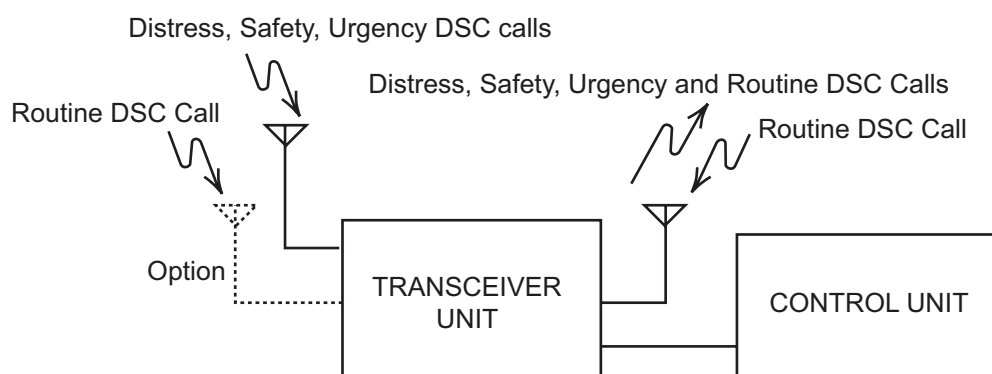 Distress, Safety, Urgency DSC calls
Distress, Safety, Urgency and Routine DSC Calls
Routine DSC Call
Routine DSC Call
Option
TRANSCEIVER
UNIT
CONTROL UNIT